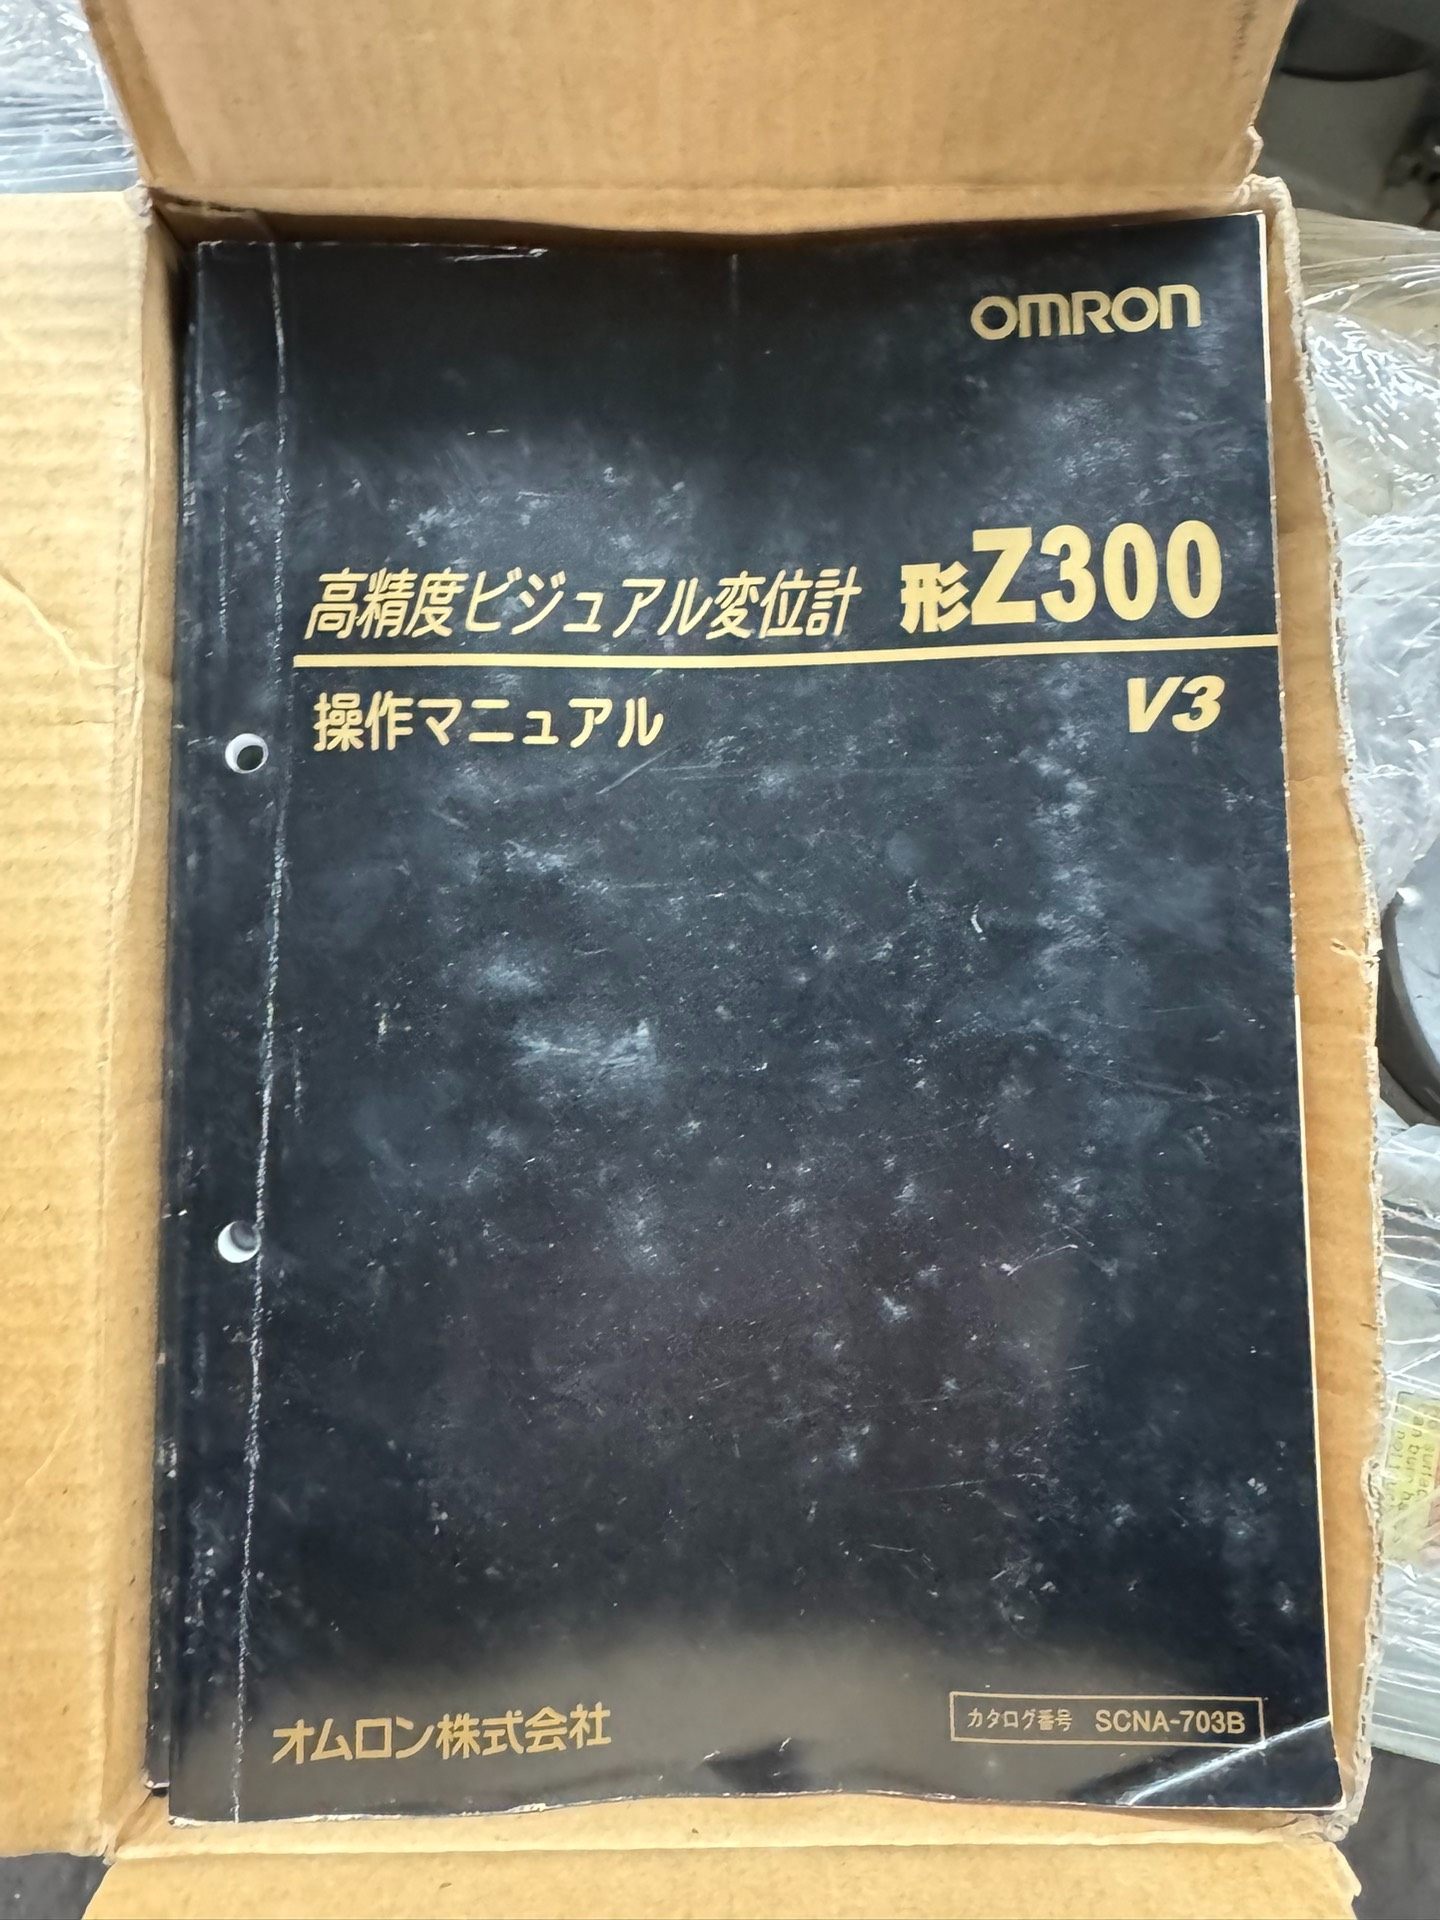 OMRON
高精度ビジュアル変位計 形Z300
操作マニュアル V3
オムロン株式会社
カタログ番号 SCNA-703B